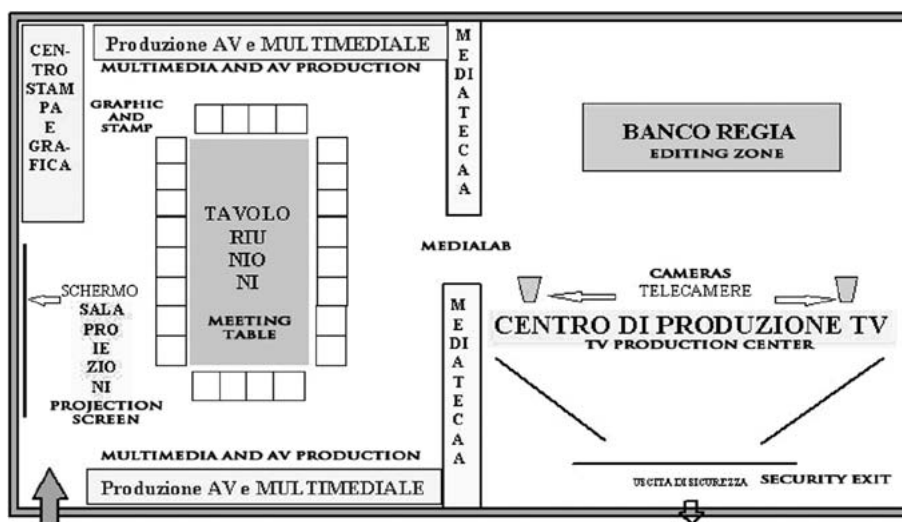 CEN-
TRO
STAM
PA
E
GRA-
FICA
Produzione AV e MULTIMEDIALE
MULTIMEDIA AND AV PRODUCTION
GRAPHIC
AND
STAMP
TAVOLO
RIU
NIO
NI
MEETING
TABLE
SCHERMO
SALA
PRO
IE
ZIO
NI
PROJECTION
SCREEN
MULTIMEDIA AND AV PRODUCTION
Produzione AV e MULTIMEDIALE
M
E
D
I
A
T
E
C
A
A
MEDIALAB
M
E
D
I
A
T
E
C
A
A
BANCO REGIA
EDITING ZONE
CAMERAS
TELECAMERE
CENTRO DI PRODUZIONE TV
TV PRODUCTION CENTER
USCITA DI SICUREZZA
SECURITY EXIT